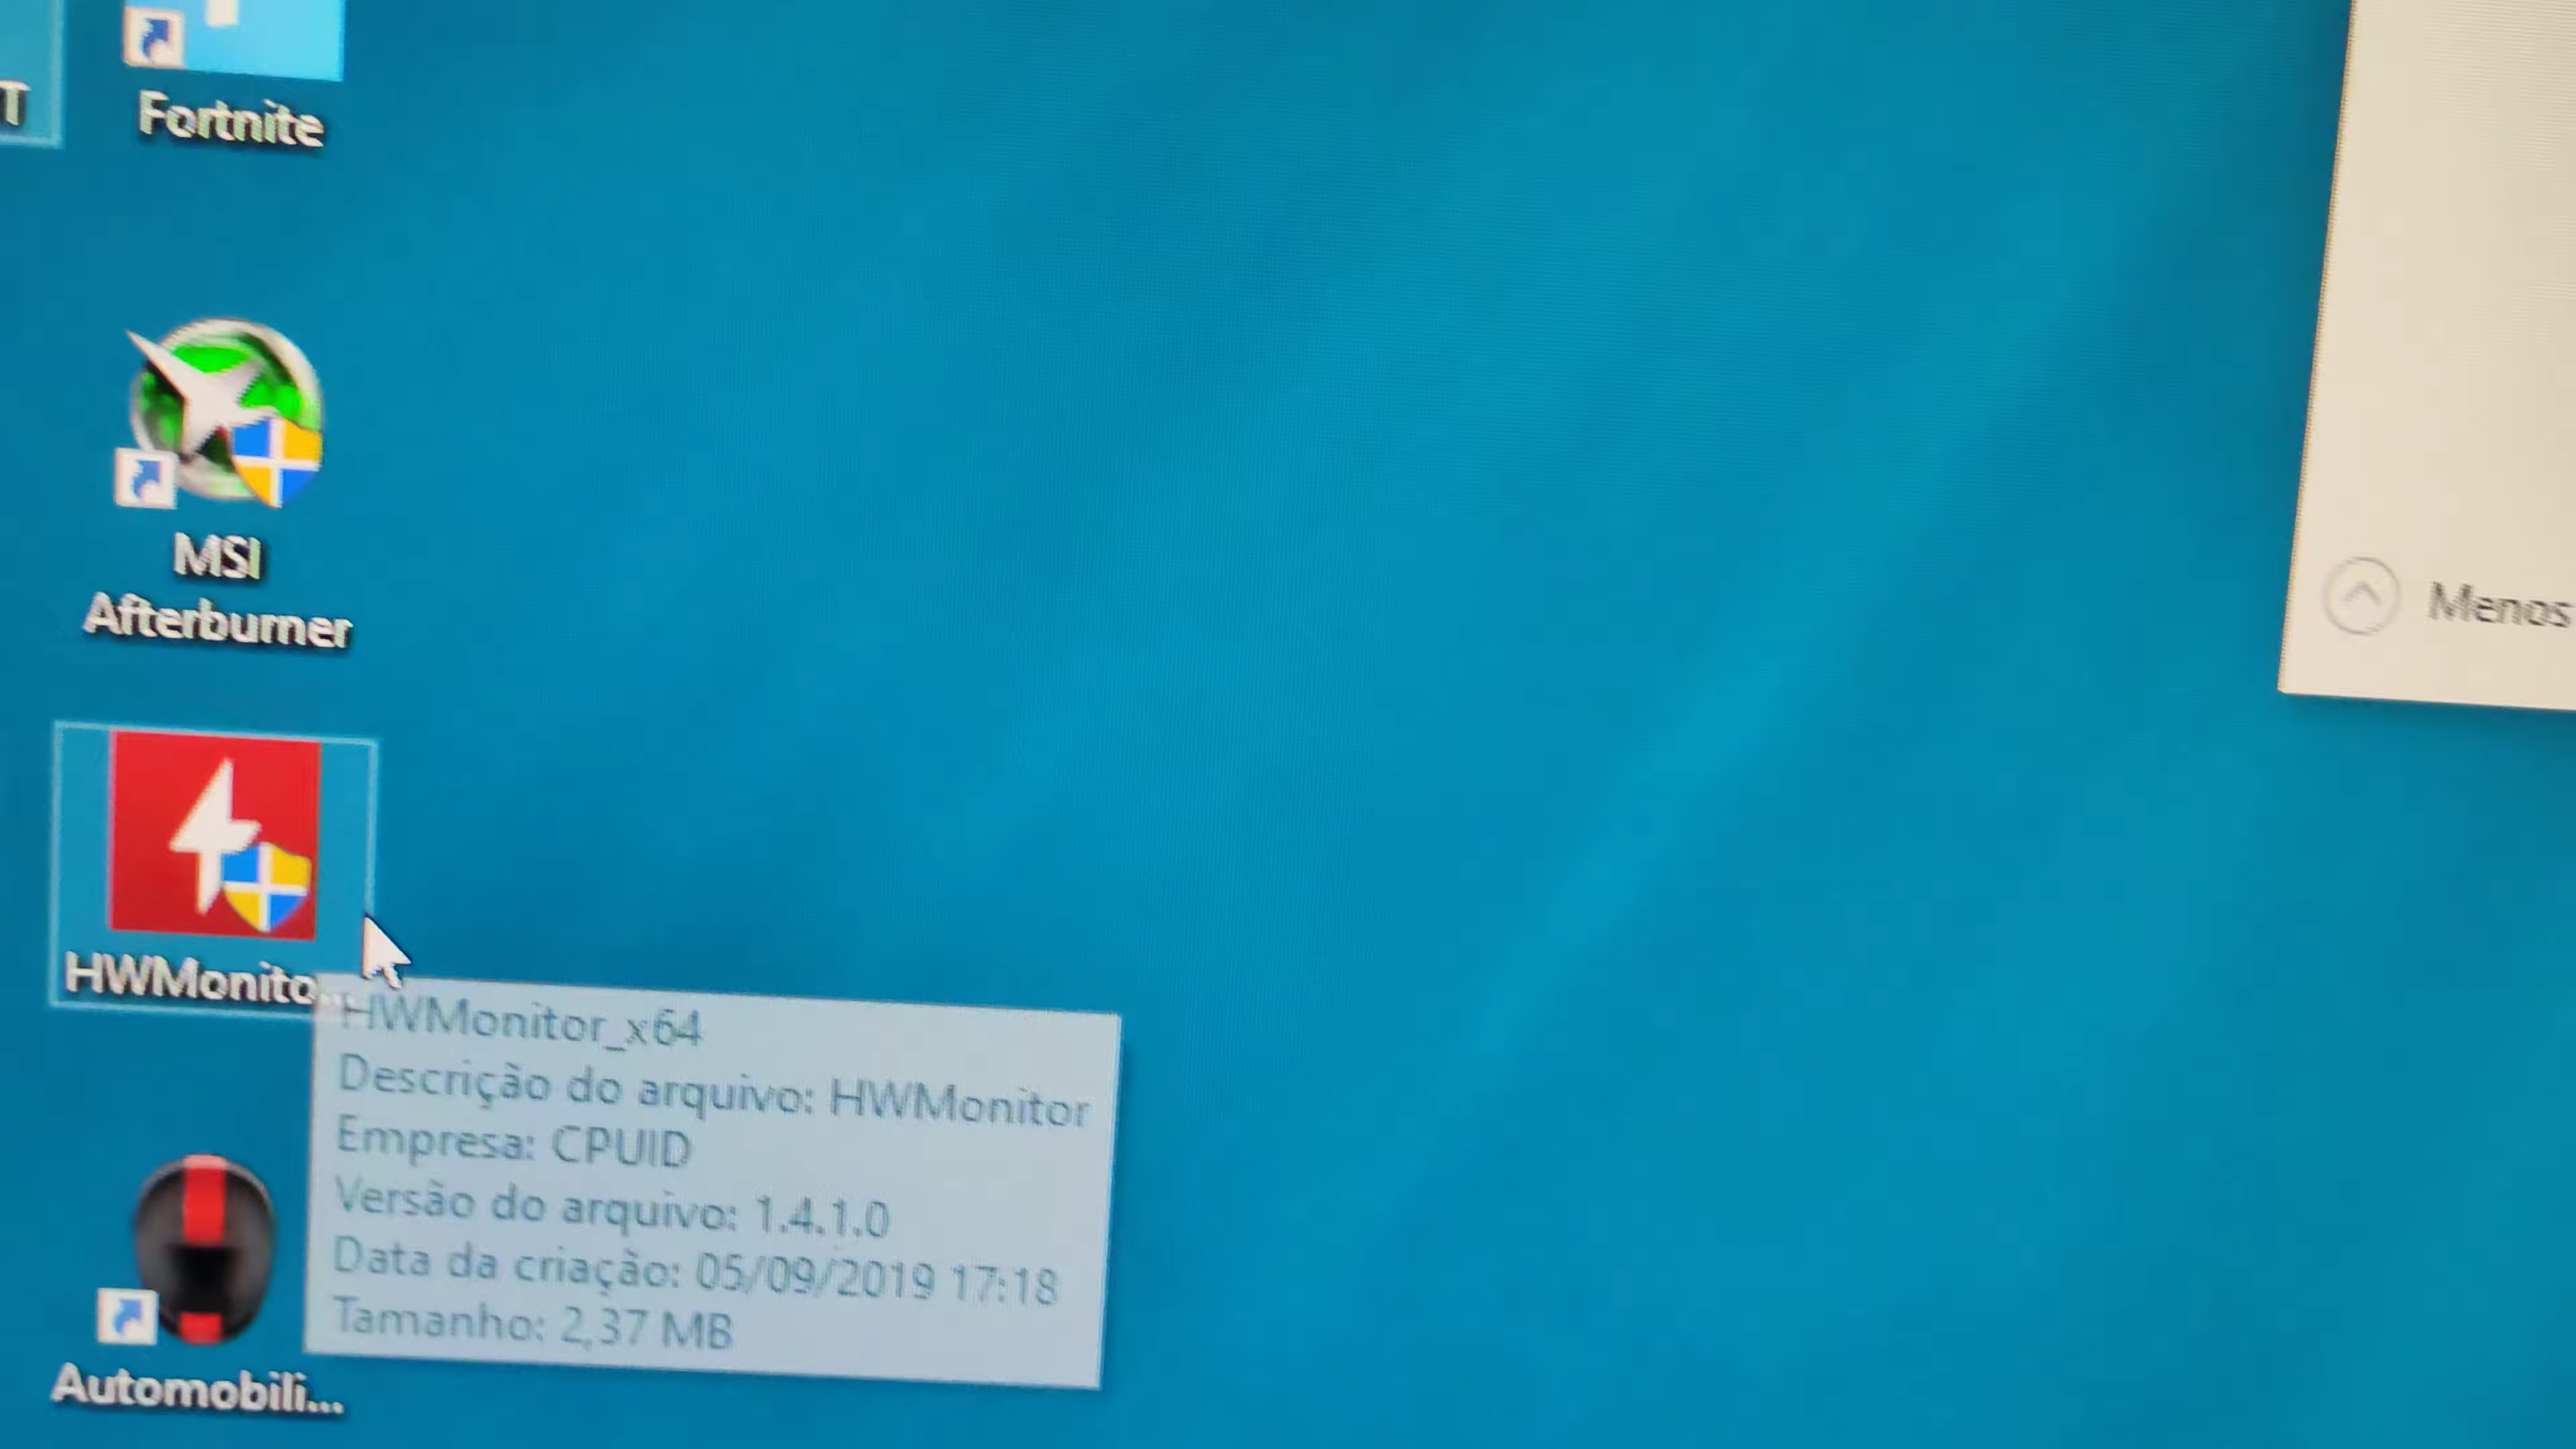 T
Fortnite
MSI
Afterburner
HWMonito...
HWMonitor_x64
Descrição do arquivo: HWMonitor
Empresa: CPUID
Versão do arquivo: 1.4.1.0
Data da criação: 05/09/2019 17:18
Tamanho: 2,37 MB
Automobili...
Menos